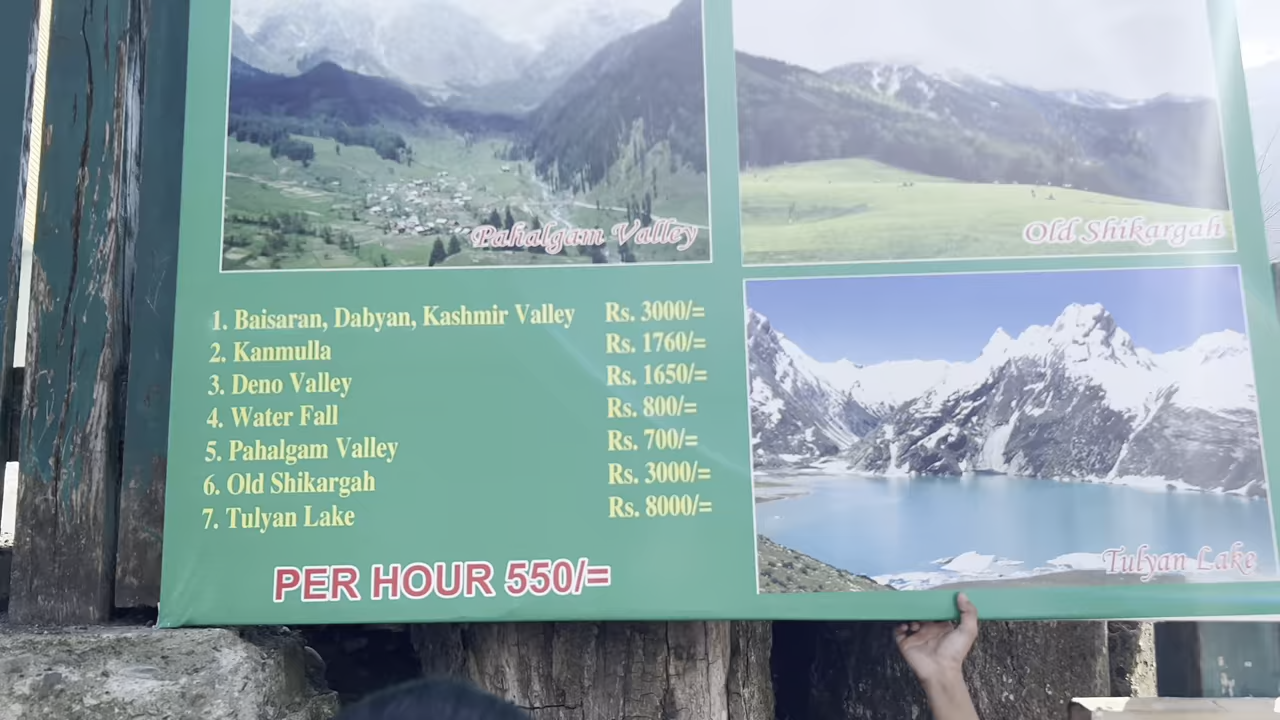 Pahalgam Valley
Old Shikargah
1. Baisaran, Dabyan, Kashmir Valley Rs. 3000/=
2. Kanmulla Rs. 1760/=
3. Deno Valley Rs. 1650/=
4. Water Fall Rs. 800/=
5. Pahalgam Valley Rs. 700/=
6. Old Shikargah Rs. 3000/=
7. Tulyan Lake Rs. 8000/=
PER HOUR 550/=
Tulyan Lake